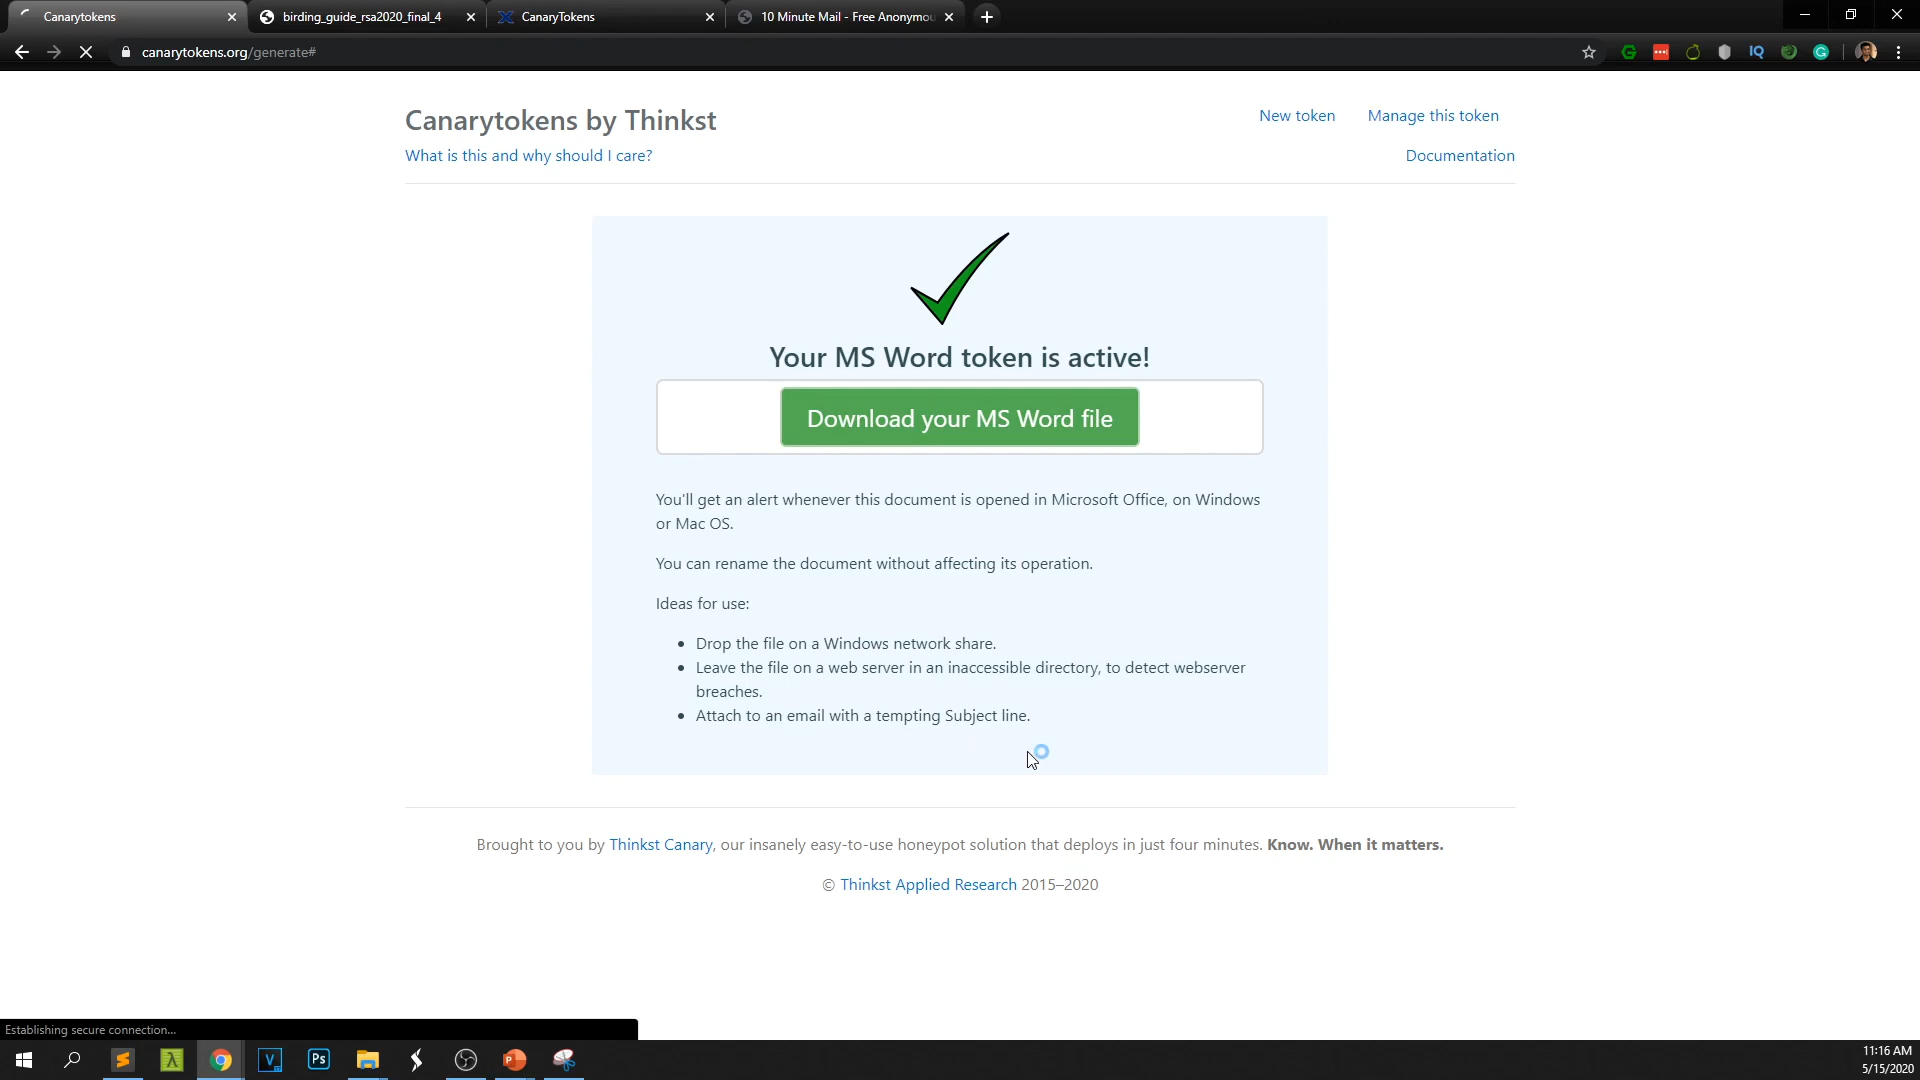 Canarytokens
birding_guide_rsa2020_final_4
CanaryTokens
10 Minute Mail - Free Anonymou
canarytokens.org/generate#
Canarytokens by Thinkst
New token
Manage this token
What is this and why should I care?
Documentation
Your MS Word token is active!
Download your MS Word file
You'll get an alert whenever this document is opened in Microsoft Office, on Windows
or Mac OS.
You can rename the document without affecting its operation.
Ideas for use:
Drop the file on a Windows network share.
Leave the file on a web server in an inaccessible directory, to detect webserver
breaches.
Attach to an email with a tempting Subject line.
Brought to you by Thinkst Canary, our insanely easy-to-use honeypot solution that deploys in just four minutes. Know. When it matters.
© Thinkst Applied Research 2015–2020
Establishing secure connection...
11:16 AM
5/15/2020